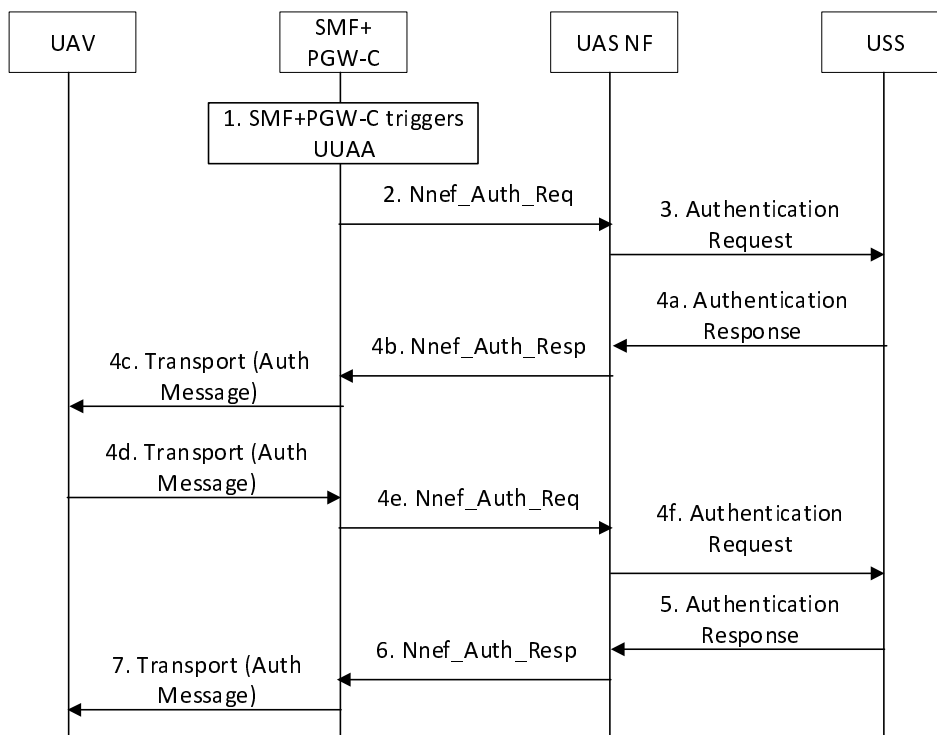 UAV
SMF+
PGW-C
UAS NF
USS
1. SMF+PGW-C triggers
UUAA
2. Nnef_Auth_Req
3. Authentication
Request
4a. Authentication
Response
4b. Nnef_Auth_Resp
4c. Transport (Auth
Message)
4d. Transport (Auth
Message)
4e. Nnef_Auth_Req
4f. Authentication
Request
5. Authentication
Response
6. Nnef_Auth_Resp
7. Transport (Auth
Message)